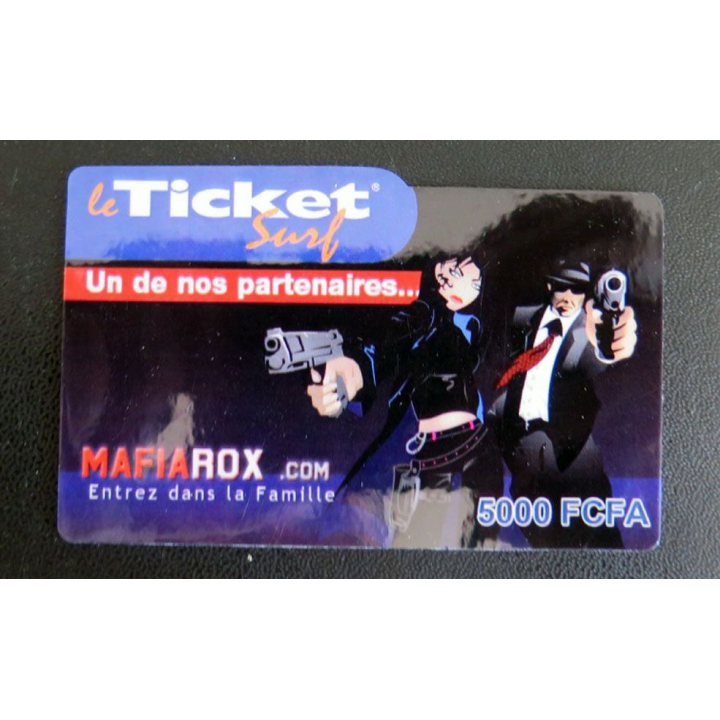 le Ticket®
Surf
Un de nos partenaires...
MAFIAROX .COM
Entrez dans la Famille
5000 FCFA